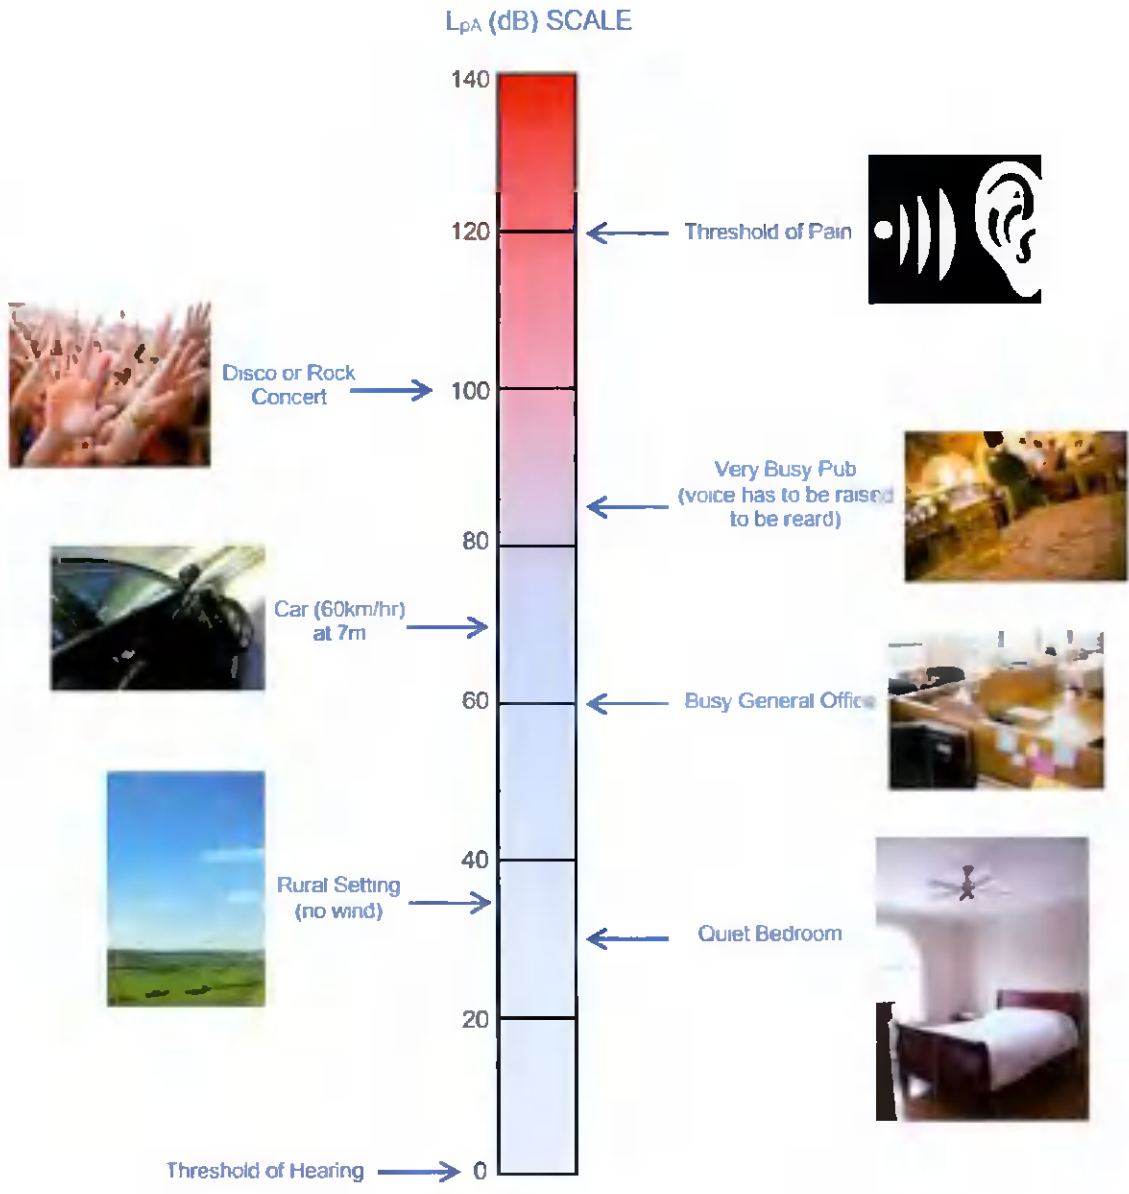 LpA (dB) SCALE
140
120
Threshold of Pain
Disco or Rock
Concert
100
Very Busy Pub
(voice has to be raised
to be reard)
80
Car (60km/hr)
at 7m
60
Busy General Office
40
Rural Setting
(no wind)
Quiet Bedroom
20
Threshold of Hearing
0